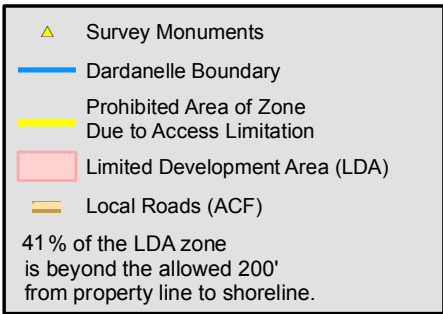 Survey Monuments
Dardanelle Boundary
Prohibited Area of Zone
Due to Access Limitation
Limited Development Area (LDA)
Local Roads (ACF)
41% of the LDA zone
is beyond the allowed 200'
from property line to shoreline.